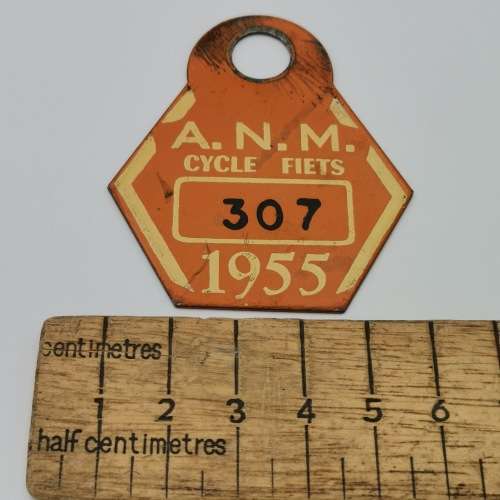 A.N.M.
CYCLE FIETS
307
1955
centimetres
1 2 3 4 5 6
half centimetres